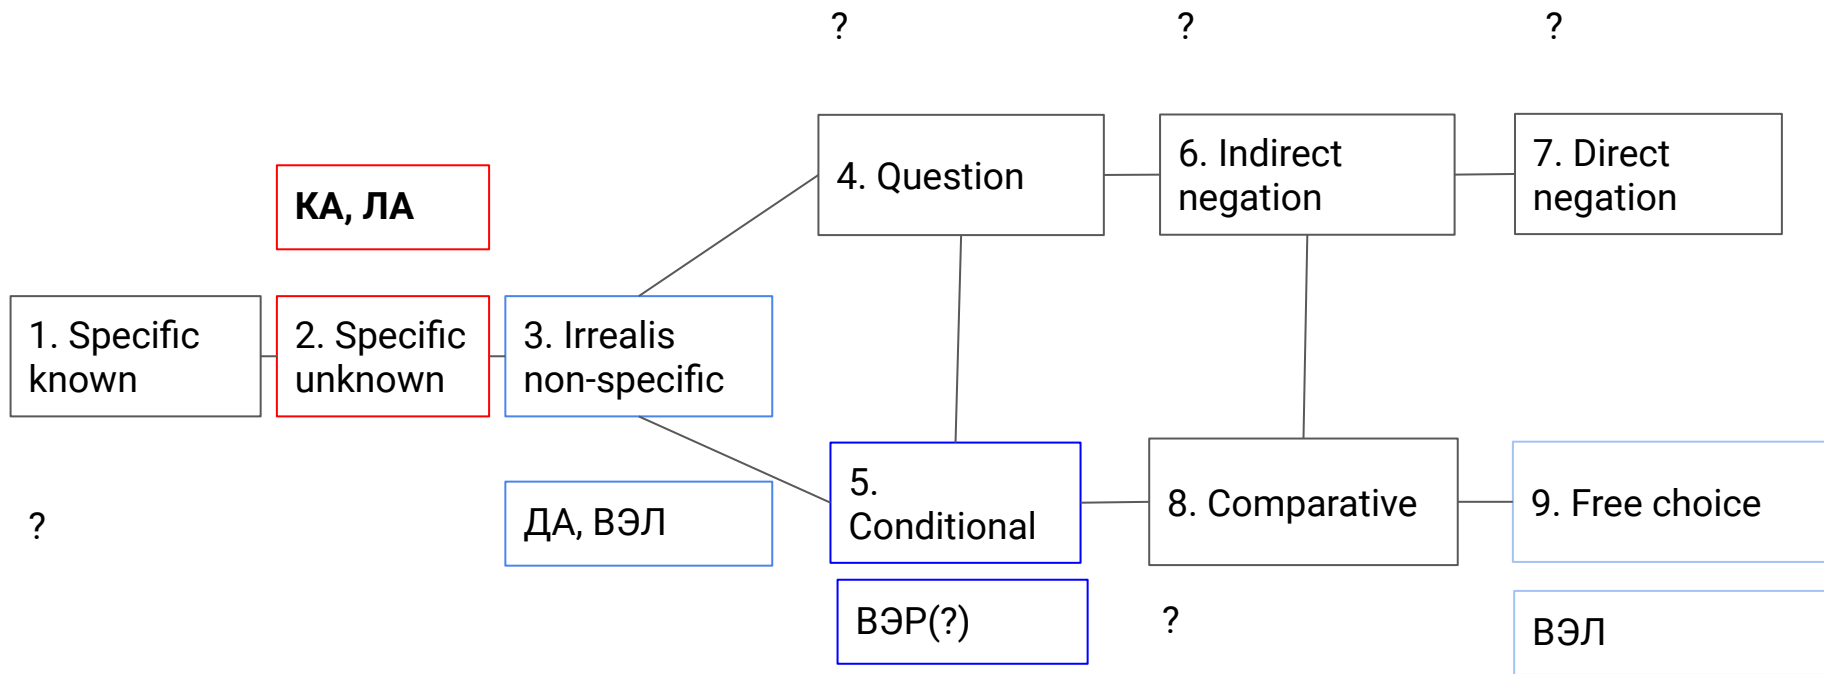 ?
?
?
4. Question
6. Indirect
negation
7. Direct
negation
КА, ЛА
1. Specific
known
2. Specific
unknown
3. Irrealis
non-specific
?
ДА, ВЭЛ
5.
Conditional
8. Comparative
9. Free choice
ВЭР(?)
?
ВЭЛ